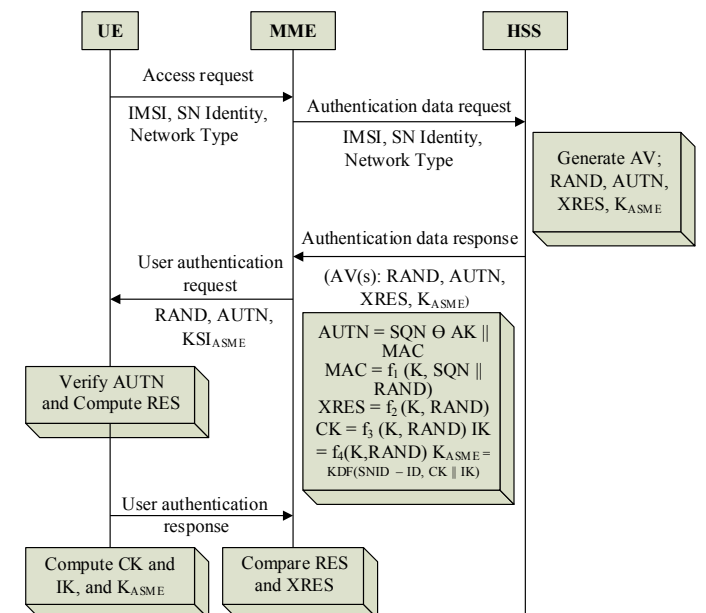 UE
MME
HSS
Access request
IMSI, SN Identity,
Network Type
Authentication data request
IMSI, SN Identity,
Network Type
Generate AV;
RAND, AUTN,
XRES, K_ASME
Authentication data response
(AV(s): RAND, AUTN,
XRES, K_ASME)
User authentication
request
RAND, AUTN,
KSI_ASME
AUTN = SQN Ѳ AK ||
MAC
MAC = f₁ (K, SQN ||
RAND)
XRES = f₂ (K, RAND)
CK = f₃ (K, RAND) IK
= f₄(K,RAND) K_ASME =
KDF(SNID – ID, CK || IK)
Verify AUTN
and Compute RES
User authentication
response
Compute CK and
IK, and K_ASME
Compare RES
and XRES